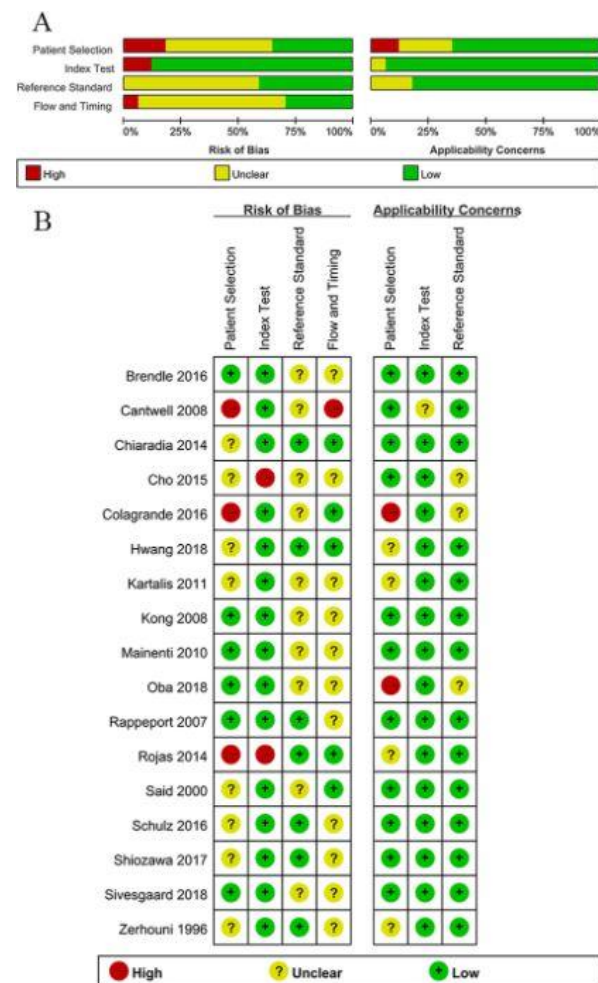 A
Patient Selection
Index Test
Reference Standard
Flow and Timing
0% 25% 50% 75% 100% 0% 25% 50% 75% 100%
Risk of Bias Applicability Concerns
High Unclear Low
B
Risk of Bias Applicability Concerns
Patient Selection Index Test Reference Standard Flow and Timing Patient Selection Index Test Reference Standard
Brendle 2016 + + ? ? + + +
Cantwell 2008 + ? + ? +
Chiaradia 2014 ? + + + + + +
Cho 2015 ? ? ? + + ?
Colagrande 2016 + ? + + ?
Hwang 2018 ? + + + ? + +
Kartalis 2011 ? + ? ? ? + +
Kong 2008 + + ? ? + + +
Mainenti 2010 + + ? ? + + +
Oba 2018 + + ? ? + ?
Rappeport 2007 + + + ? + + +
Rojas 2014 + + ? + +
Said 2000 ? + ? + + + +
Schulz 2016 ? + + ? + + +
Shiozawa 2017 ? + + ? + + +
Sivesgaard 2018 + + ? ? + + +
Zerhouni 1996 ? + + ? ? + +
High ? Unclear + Low